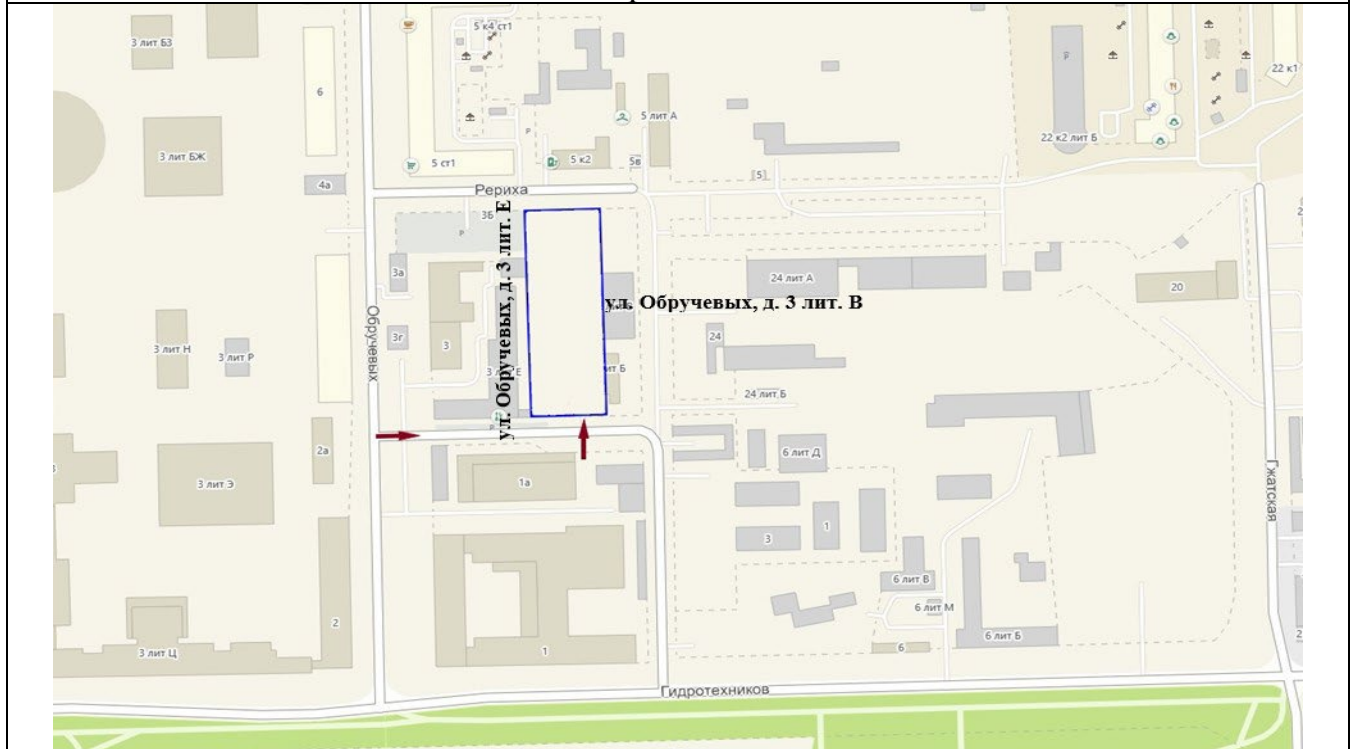 3 лит БЗ
5 к4 ст1
Р
22 к1
6
5 лит А
22 к2 лит Б
3 лит БЖ
Р
5 ст1
5 к2
5в
[5]
4а
Рериха
3Б
Р
3а
24 лит А
20
ул. Обручевых, д. 3 лит. Е
ул. Обручевых, д. 3 лит. В
Обручевых
3г
3
24
3 лит Н
3 лит Р
24 лит Б
2а
6 лит Д
1а
3 лит Э
Гжатская
1
3
6 лит В
6 лит М
2
6 лит Б
3 лит Ц
1
6
Гидротехников